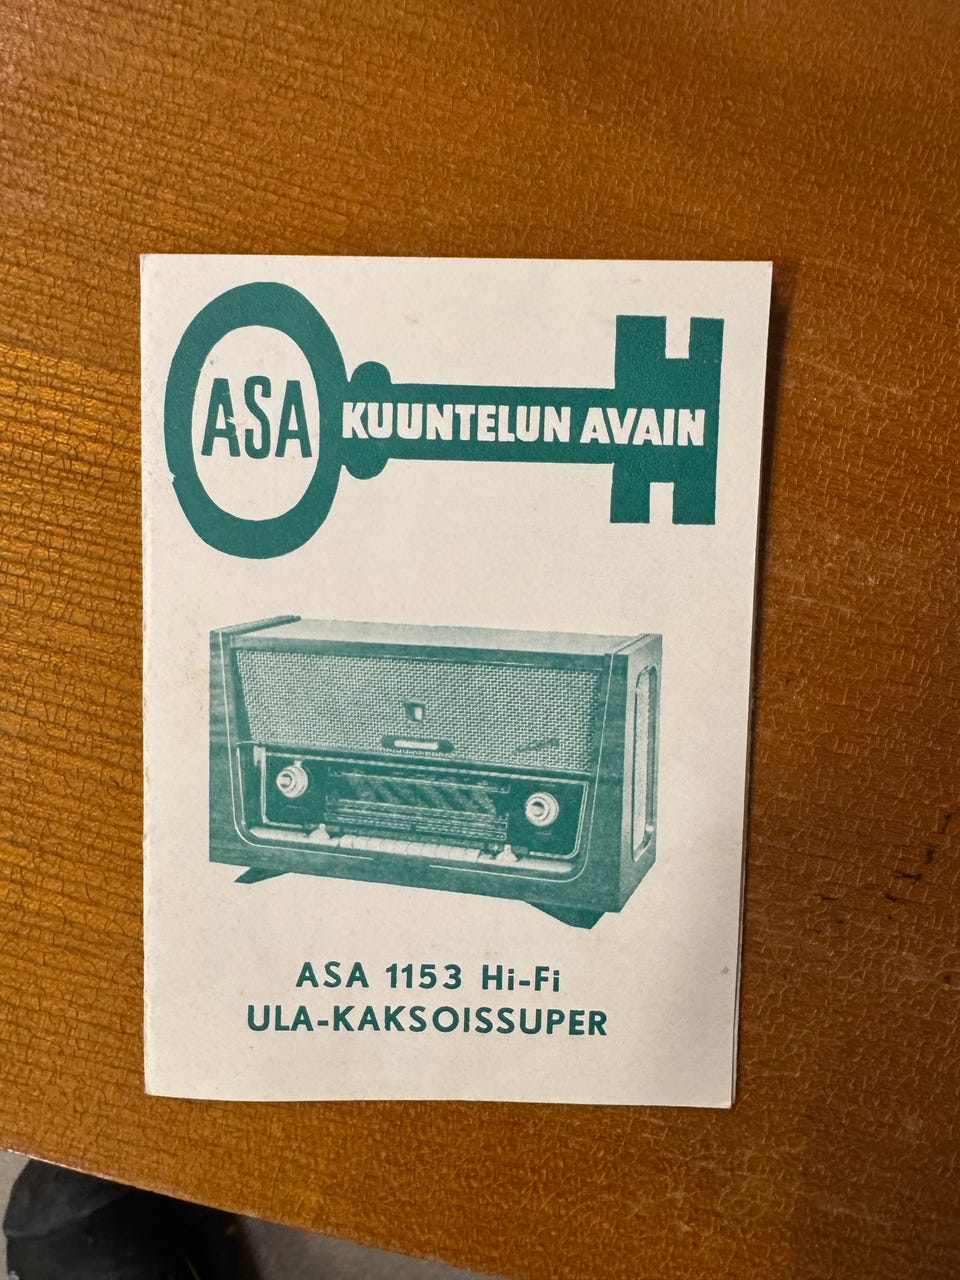 ASA KUUNTELUN AVAIN
ASA 1153 Hi-Fi
ULA-KAKSOISSUPER